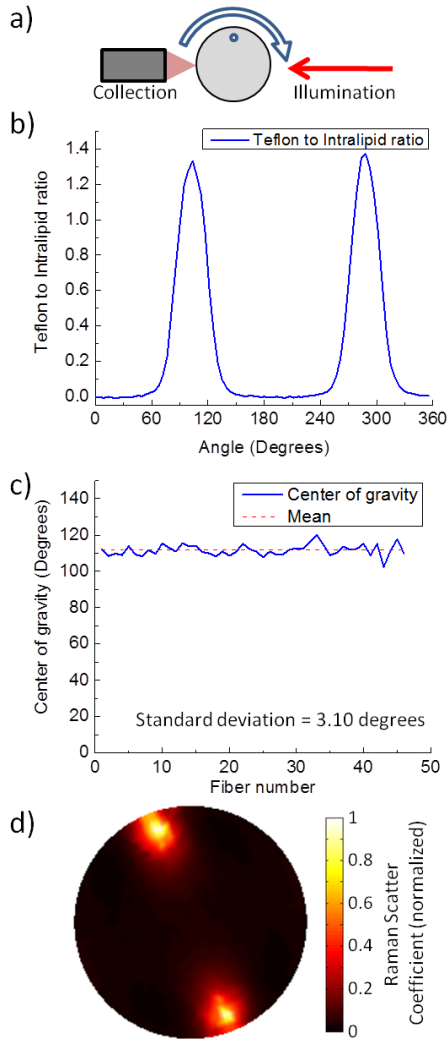 a)
Collection
Illumination
b)
Teflon to Intralipid ratio
1.4
1.2
1.0
0.8
0.6
0.4
0.2
0.0
Teflon to Intralipid ratio
0 60 120 180 240 300 360
Angle (Degrees)
c)
Center of gravity
Mean
140
120
100
80
60
40
20
0
Center of gravity (Degrees)
Standard deviation = 3.10 degrees
0 10 20 30 40 50
Fiber number
d)
1
0.8
0.6
0.4
0.2
0
Raman Scatter
Coefficient (normalized)